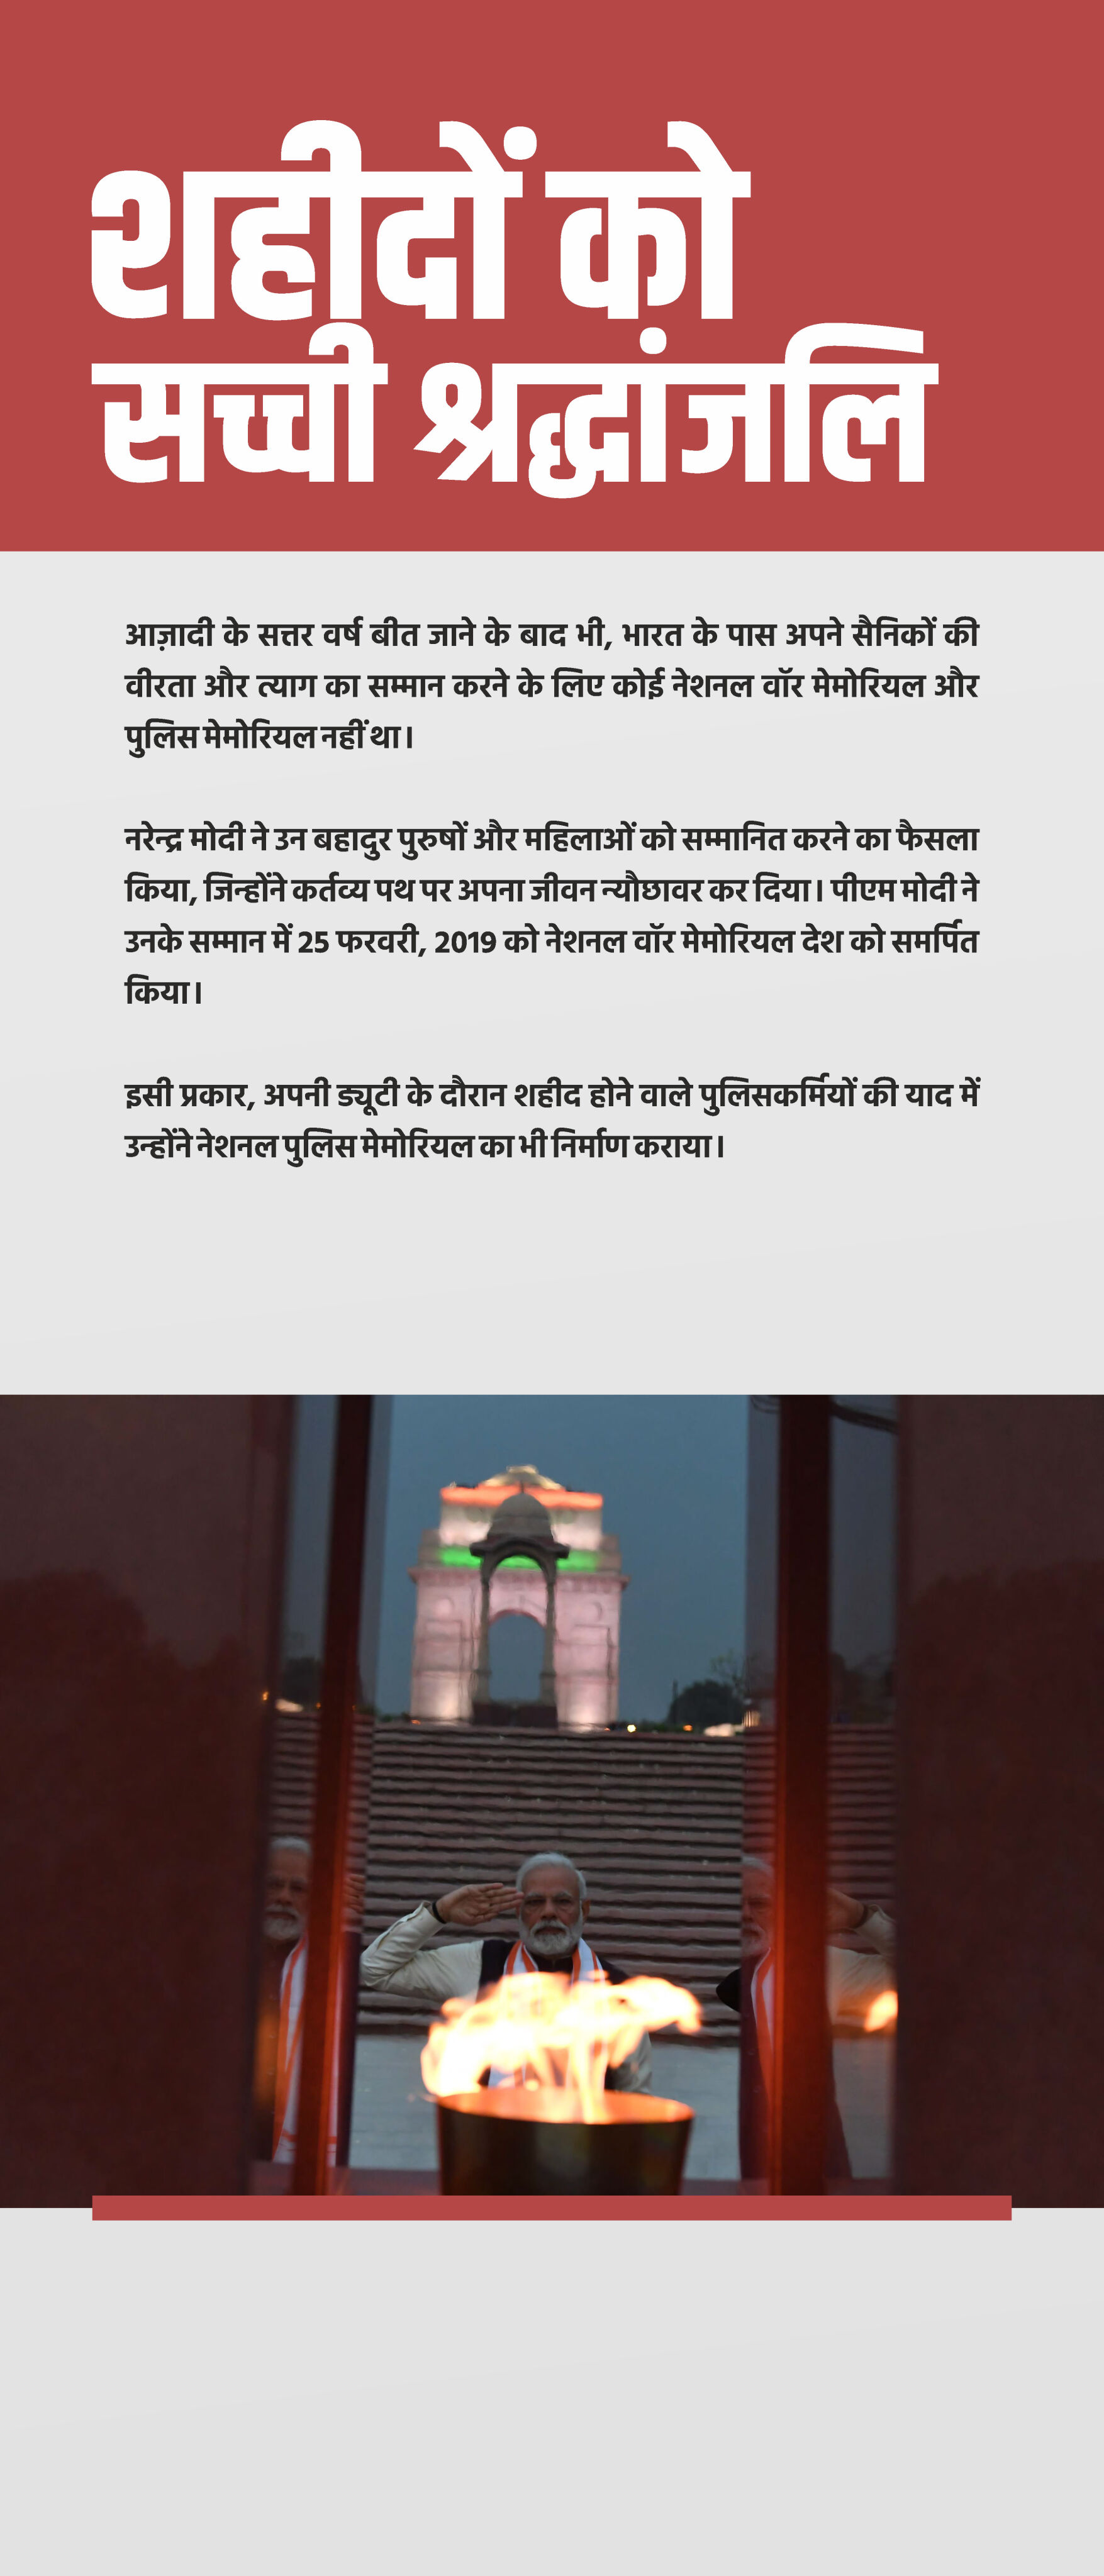 शहीदों को
सच्ची श्रद्धांजलि
आज़ादी के सत्तर वर्ष बीत जाने के बाद भी, भारत के पास अपने सैनिकों की
वीरता और त्याग का सम्मान करने के लिए कोई नेशनल वॉर मेमोरियल और
पुलिस मेमोरियल नहीं था।
नरेन्द्र मोदी ने उन बहादुर पुरुषों और महिलाओं को सम्मानित करने का फैसला
किया, जिन्होंने कर्तव्य पथ पर अपना जीवन न्यौछावर कर दिया। पीएम मोदी ने
उनके सम्मान में 25 फरवरी, 2019 को नेशनल वॉर मेमोरियल देश को समर्पित
किया।
इसी प्रकार, अपनी ड्यूटी के दौरान शहीद होने वाले पुलिसकर्मियों की याद में
उन्होंने नेशनल पुलिस मेमोरियल का भी निर्माण कराया।